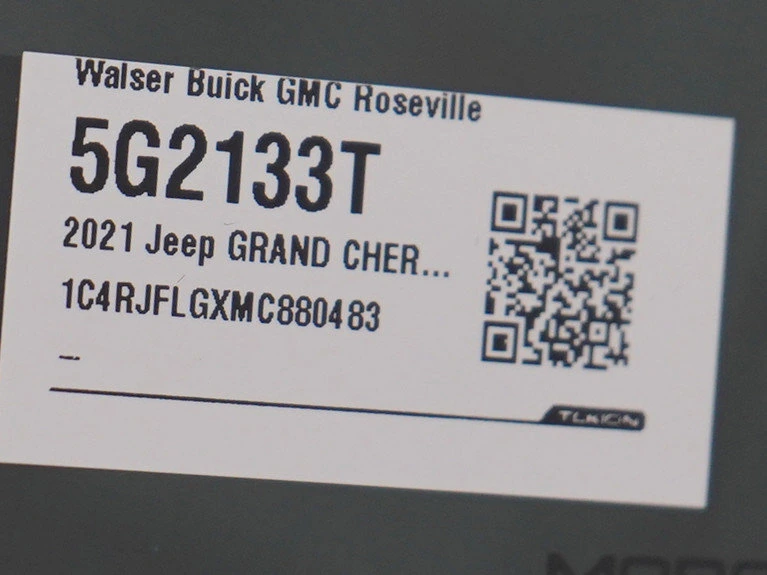 Walser Buick GMC Roseville
5G2133T
2021 Jeep GRAND CHER...
1C4RJFLGXMC880483
–
TEKION